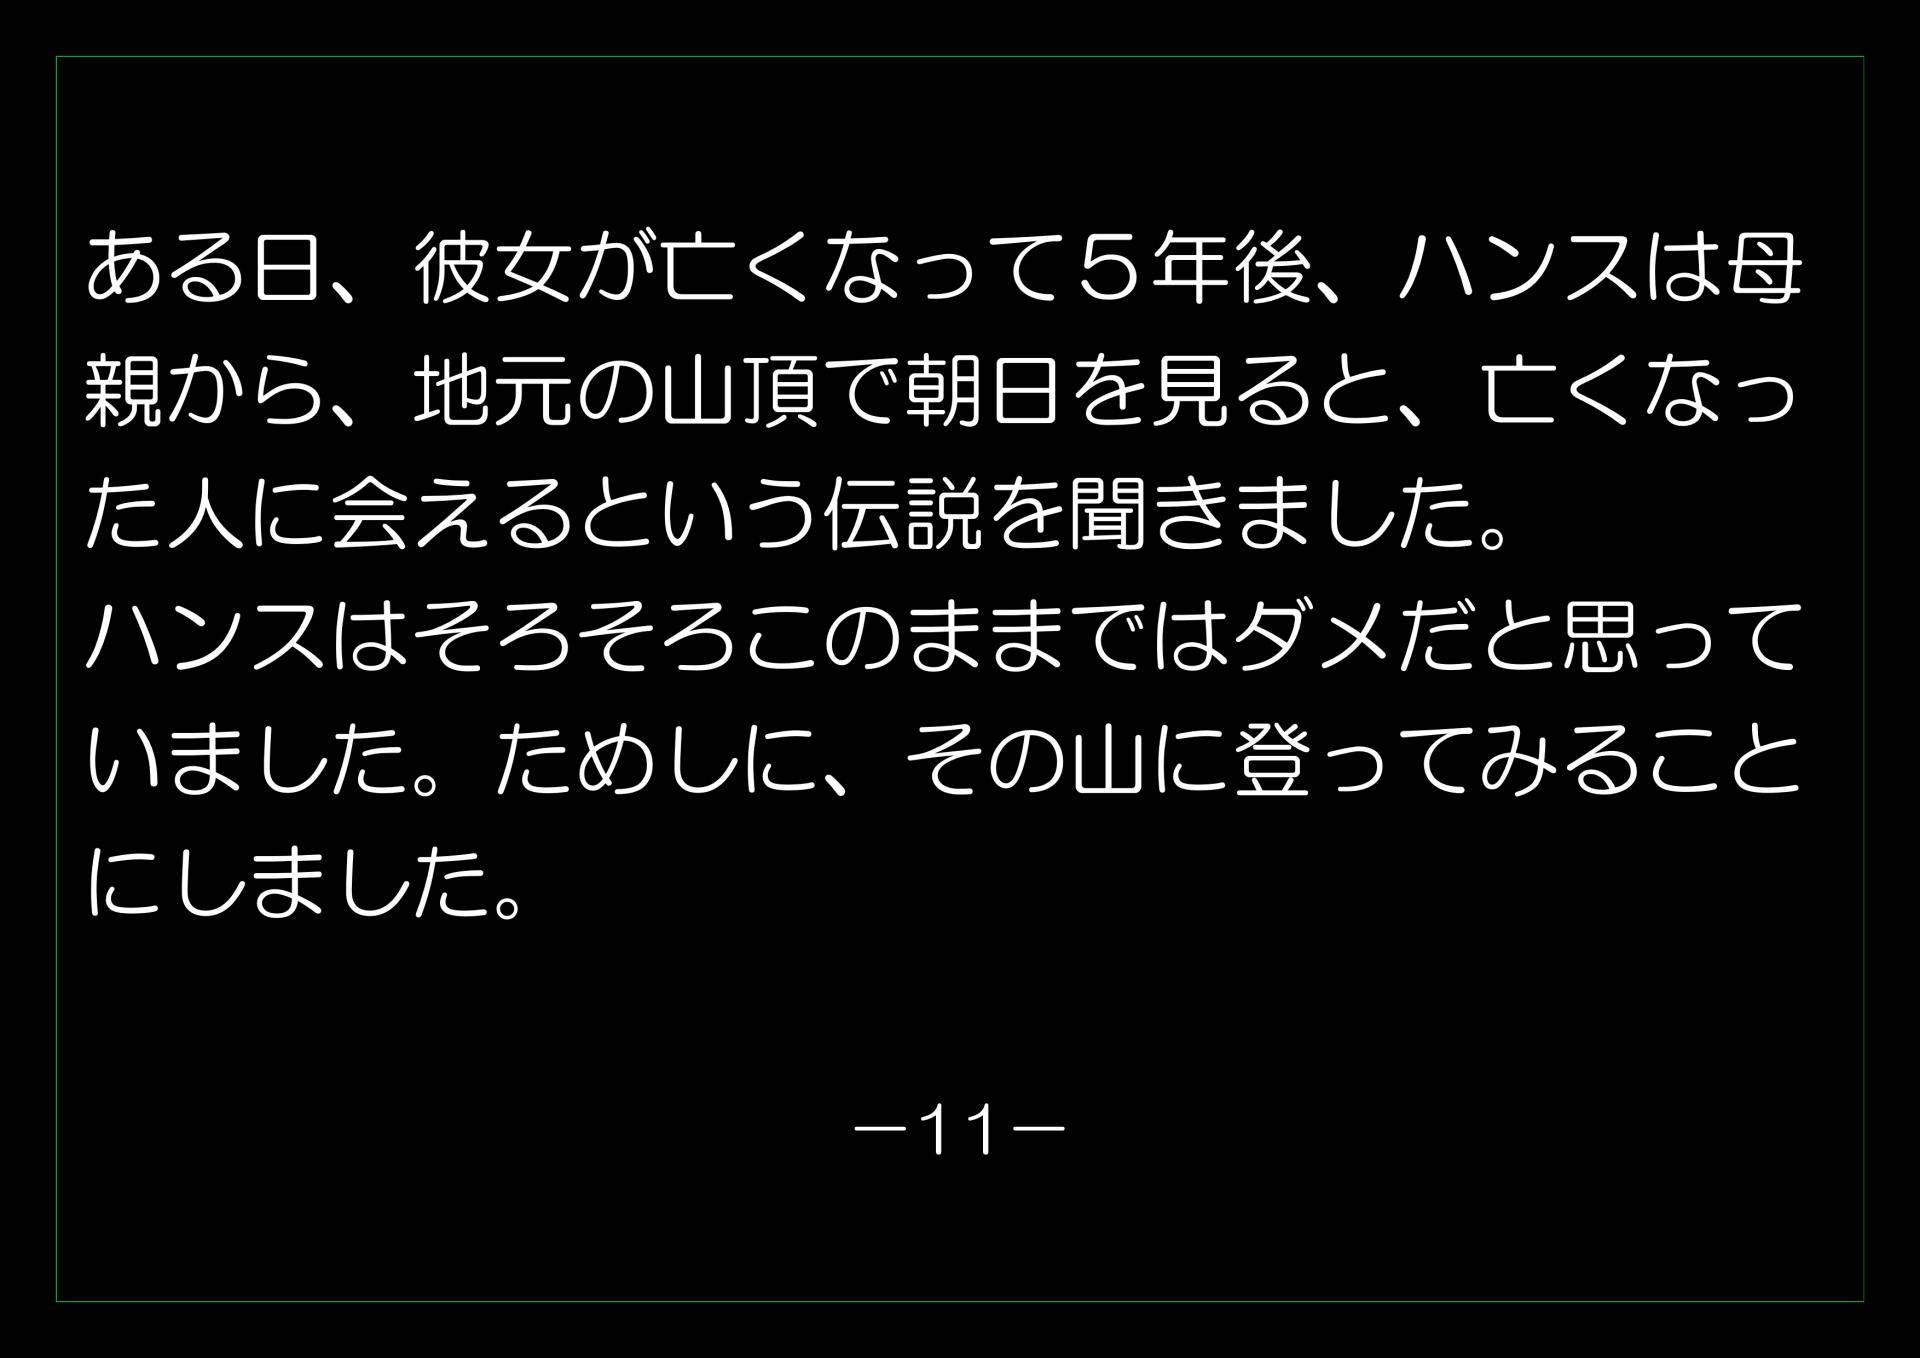 ある日、彼女が亡くなって５年後、ハンスは母
親から、地元の山頂で朝日を見ると、亡くなっ
た人に会えるという伝説を聞きました。
ハンスはそろそろこのままではダメだと思って
いました。ためしに、その山に登ってみること
にしました。
－11－